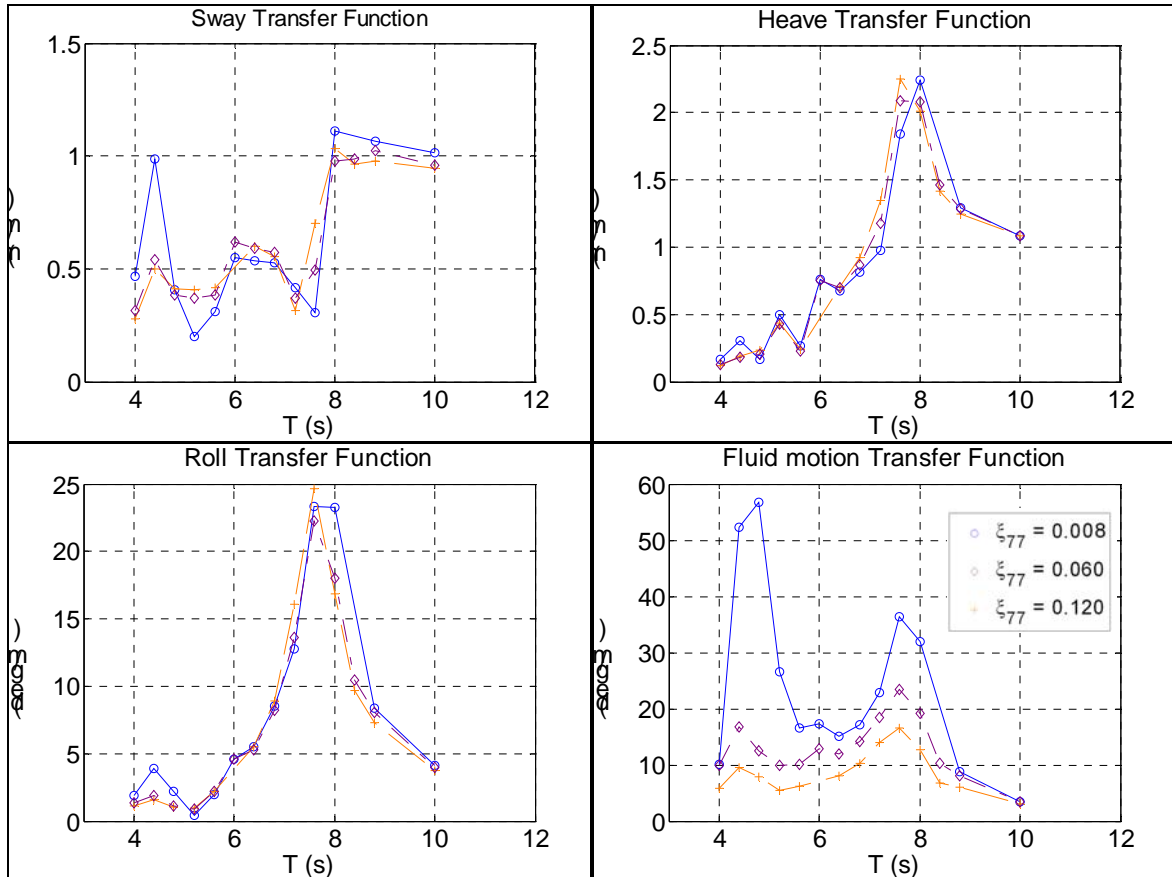 Sway Transfer Function
1.5
1
0.5
0
4 6 8 10 12
T (s)
Heave Transfer Function
2.5
2
1.5
1
0.5
0
4 6 8 10 12
T (s)
Roll Transfer Function
25
20
15
10
5
0
4 6 8 10 12
T (s)
Fluid motion Transfer Function
60
50
40
30
20
10
0
4 6 8 10 12
T (s)
ξ77 = 0.008
ξ77 = 0.060
ξ77 = 0.120